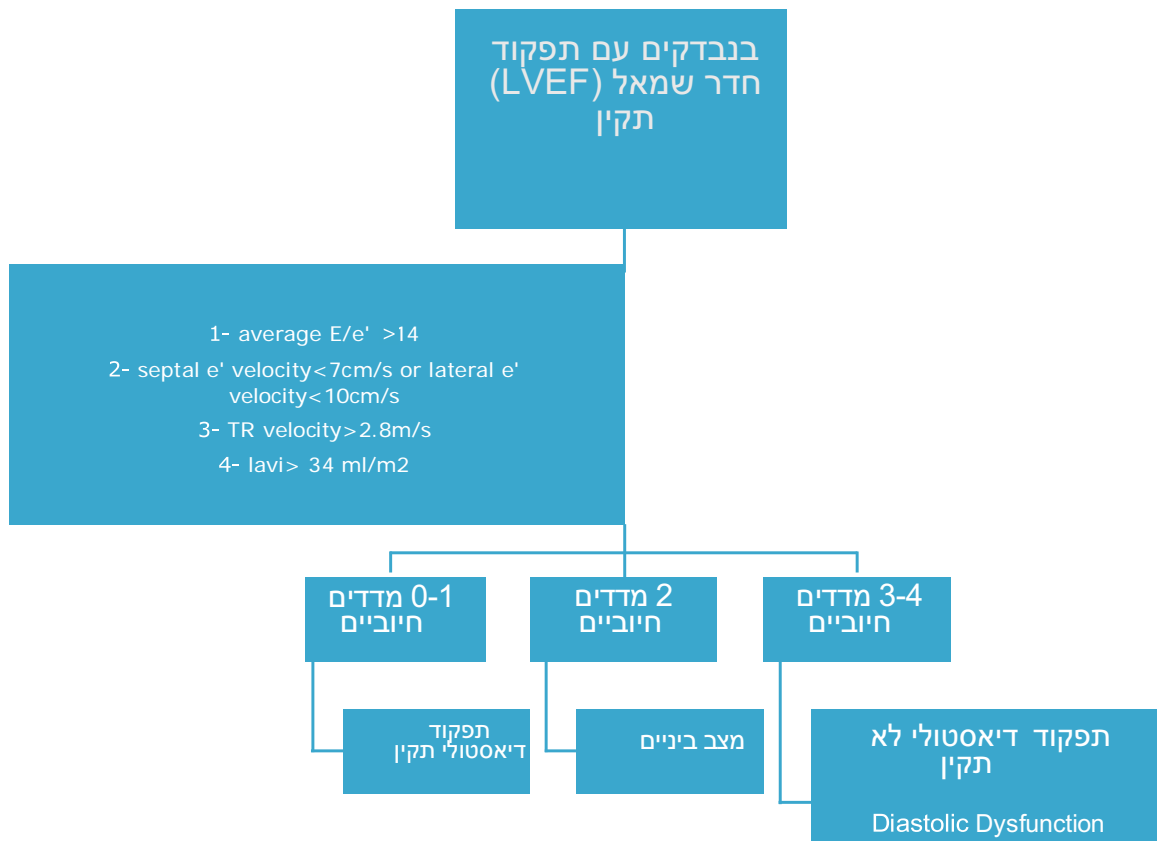 בנבדקים עם תפקוד
חדר שמאל (LVEF)
תקין
1- average E/e' >14
2- septal e' velocity<7cm/s or lateral e'
velocity<10cm/s
3- TR velocity>2.8m/s
4- lavi> 34 ml/m2
0-1 מדדים
חיוביים
2 מדדים
חיוביים
3-4 מדדים
חיוביים
תפקוד
דיאסטולי תקין
מצב ביניים
תפקוד דיאסטולי לא
תקין
Diastolic Dysfunction